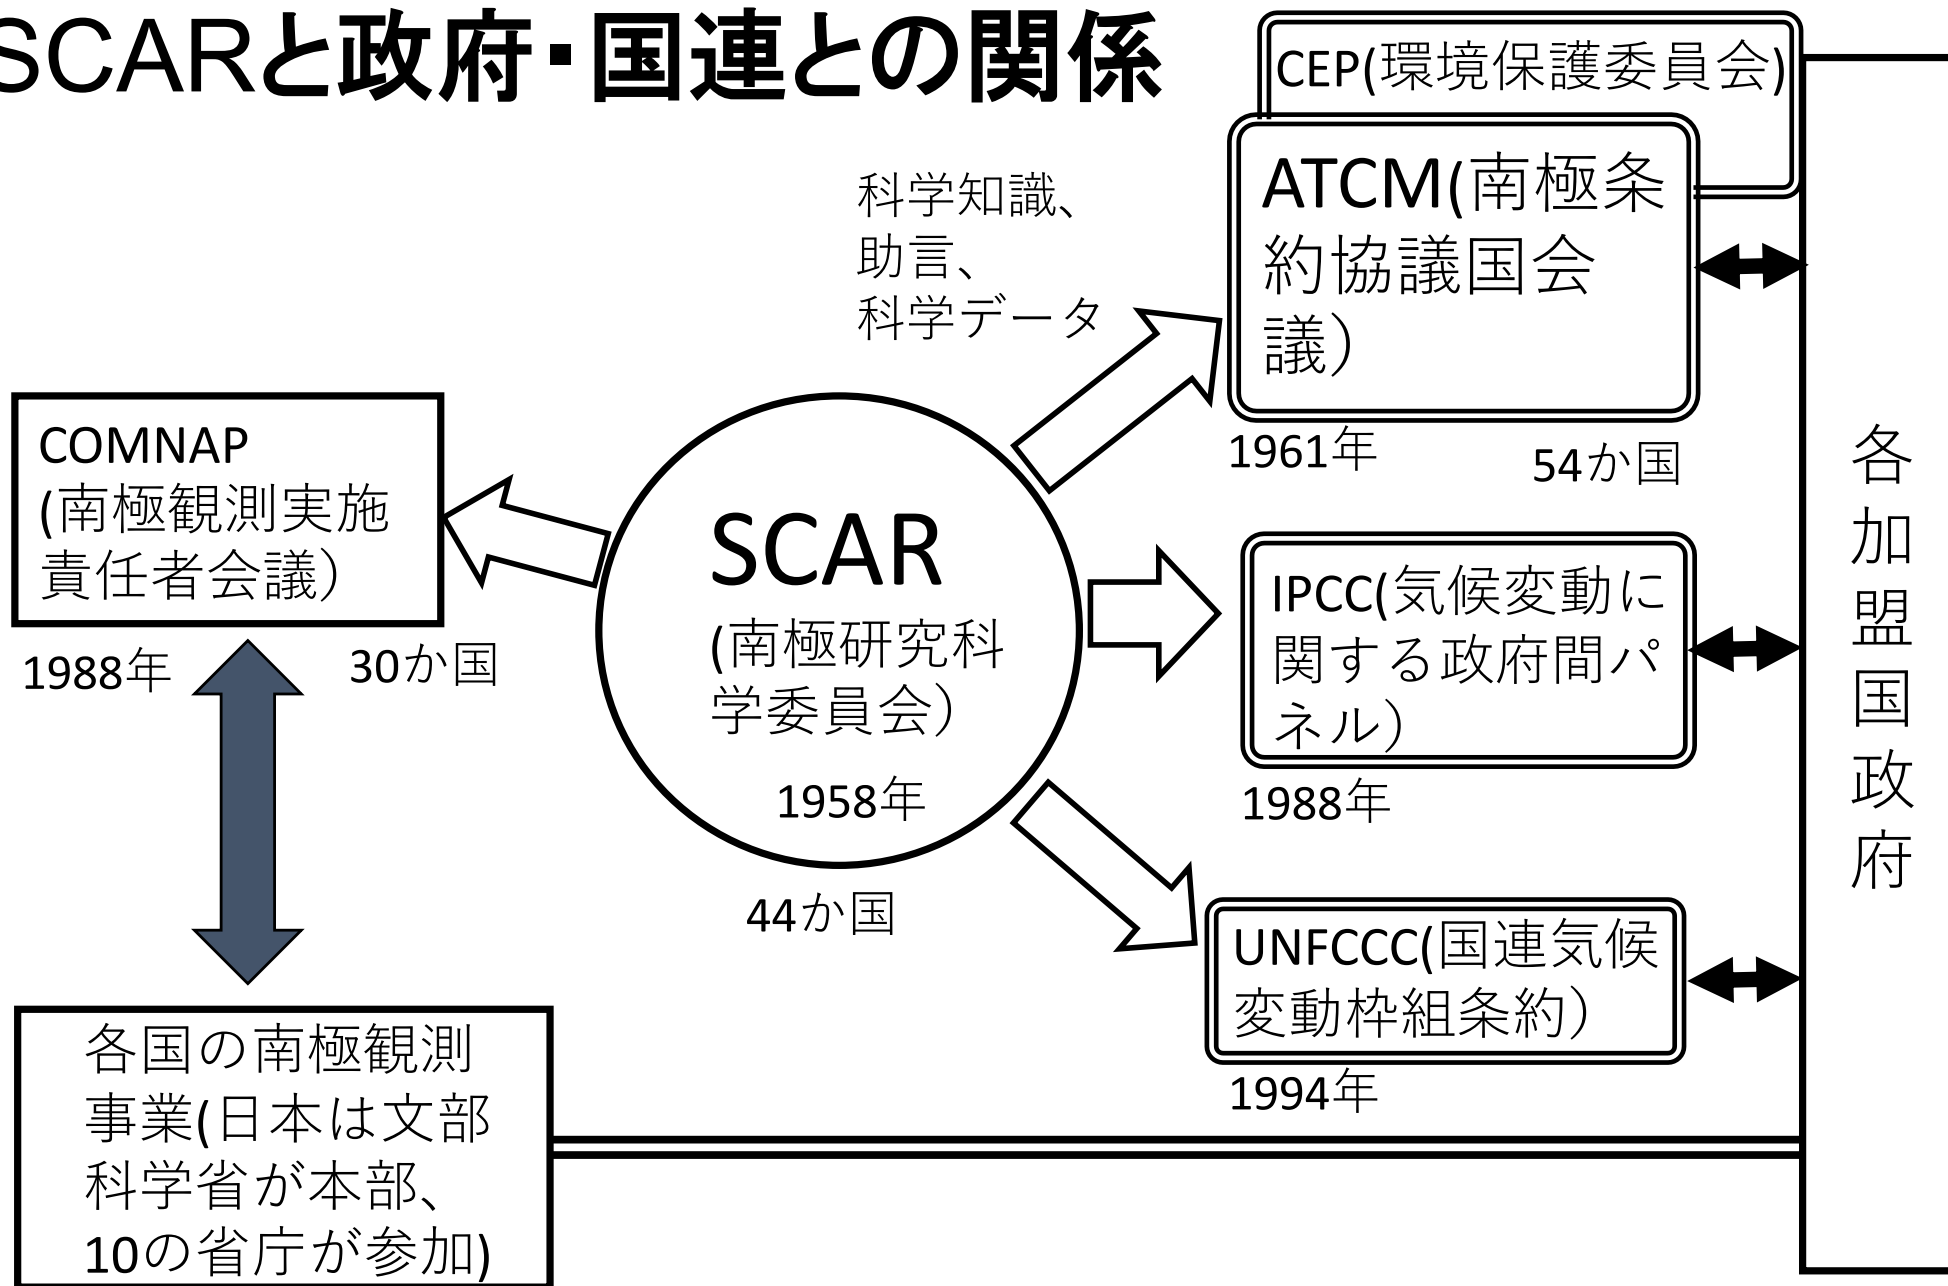 SCARと政府・国連との関係
CEP(環境保護委員会)
ATCM(南極条
約協議国会
議）
1961年
54か国
科学知識、
助言、
科学データ
COMNAP
(南極観測実施
責任者会議）
1988年
30か国
SCAR
(南極研究科
学委員会）
1958年
44か国
IPCC(気候変動に
関する政府間パ
ネル）
1988年
UNFCCC(国連気候
変動枠組条約）
1994年
各国の南極観測
事業(日本は文部
科学省が本部、
10の省庁が参加)
各加盟国政府